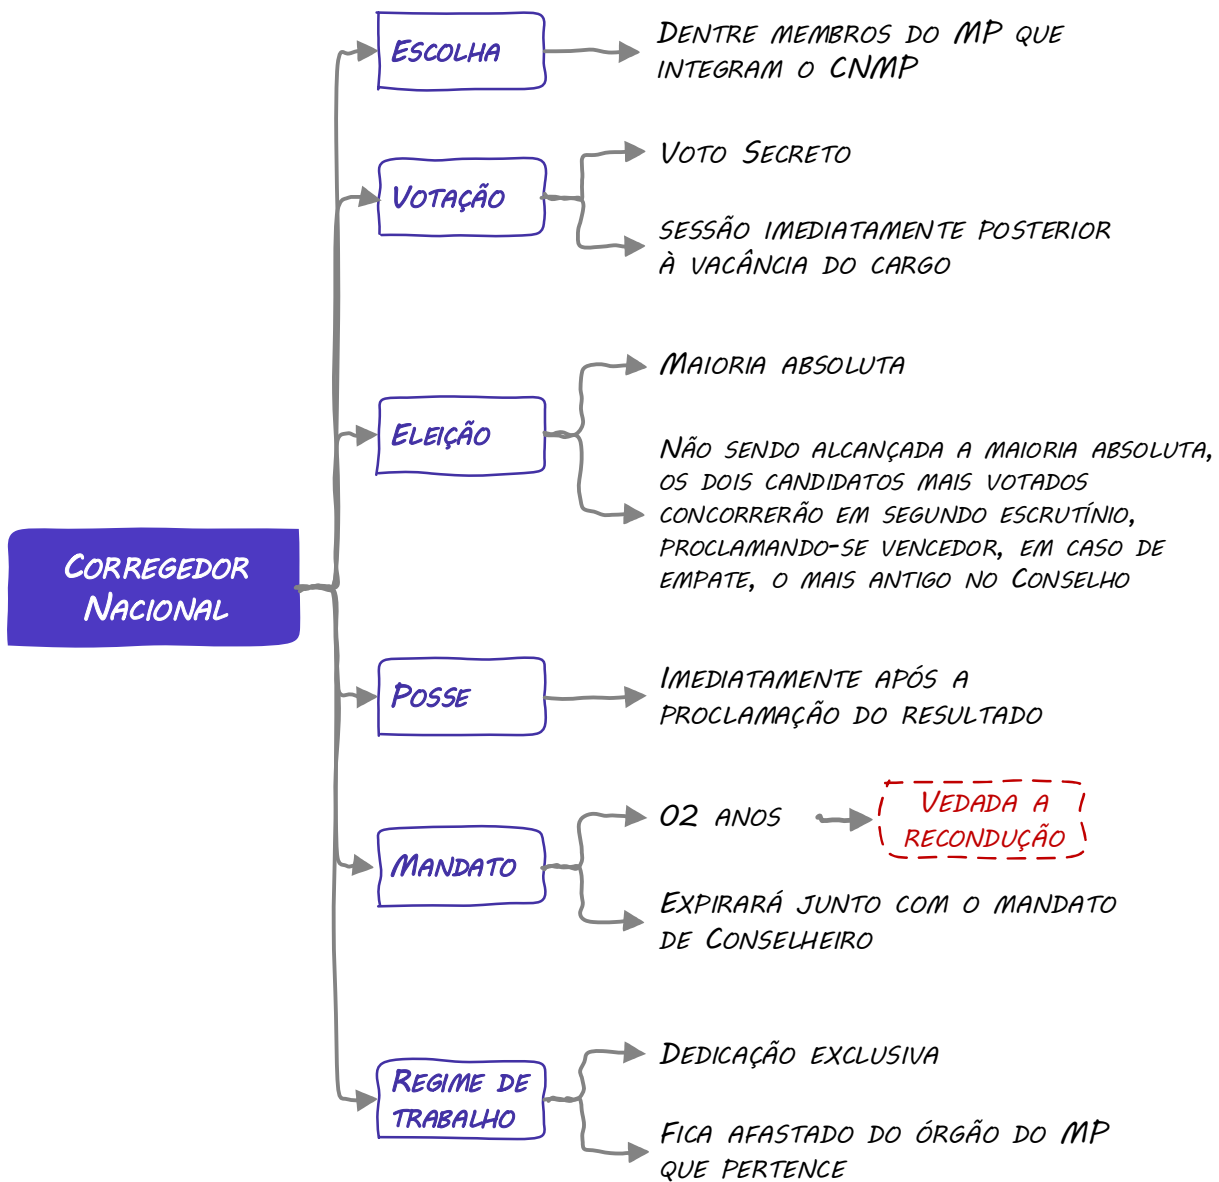 Corregedor
Nacional
Escolha
Dentre membros do MP que
integram o CNMP
Votação
Voto Secreto
sessão imediatamente posterior
à vacância do cargo
Eleição
Maioria absoluta
Não sendo alcançada a maioria absoluta,
os dois candidatos mais votados
concorrerão em segundo escrutínio,
proclamando-se vencedor, em caso de
empate, o mais antigo no Conselho
Posse
Imediatamente após a
proclamação do resultado
Mandato
02 anos
Vedada a
recondução
Expirará junto com o mandato
de Conselheiro
Regime de
trabalho
Dedicação exclusiva
Fica afastado do órgão do MP
que pertence